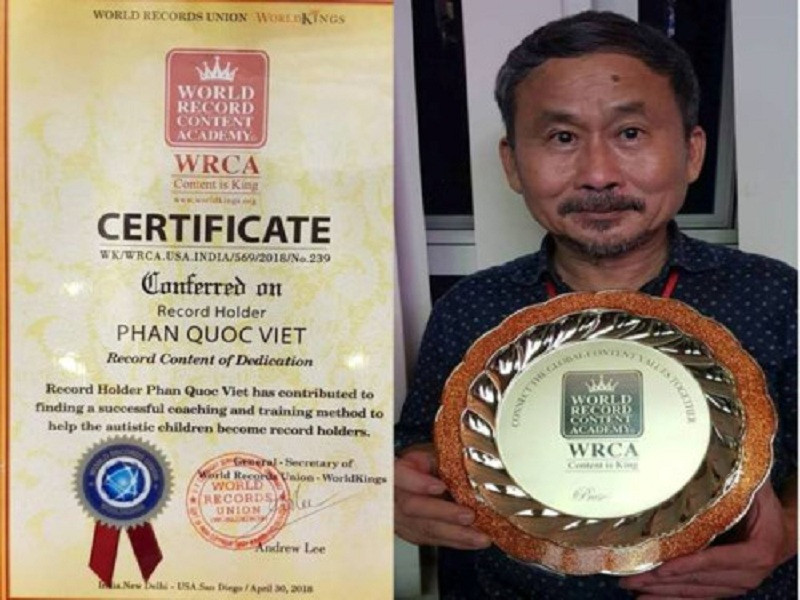 WORLD RECORDS UNION WORLDKINGS
WORLD
RECORD
CONTENT
ACADEMY
WRCA
Content is King
www.worldkings.org
CERTIFICATE
WK/WRCA.USA.INDIA/569/2018/No.239
Conferred on
Record Holder
PHAN QUOC VIET
Record Content of Dedication
Record Holder Phan Quoc Viet has contributed to
finding a successful coaching and training method to
help the autistic children become record holders.
General - Secretary of
World Records Union - WorldKings
WORLD
RECORDS
UNION
Andrew Lee
India.New Delhi - USA.San Diego / April 30, 2018
CONNECT THE GLOBAL CONTENT VALUES TOGETHER
WORLD
RECORD
CONTENT
ACADEMY
WRCA
Content is King